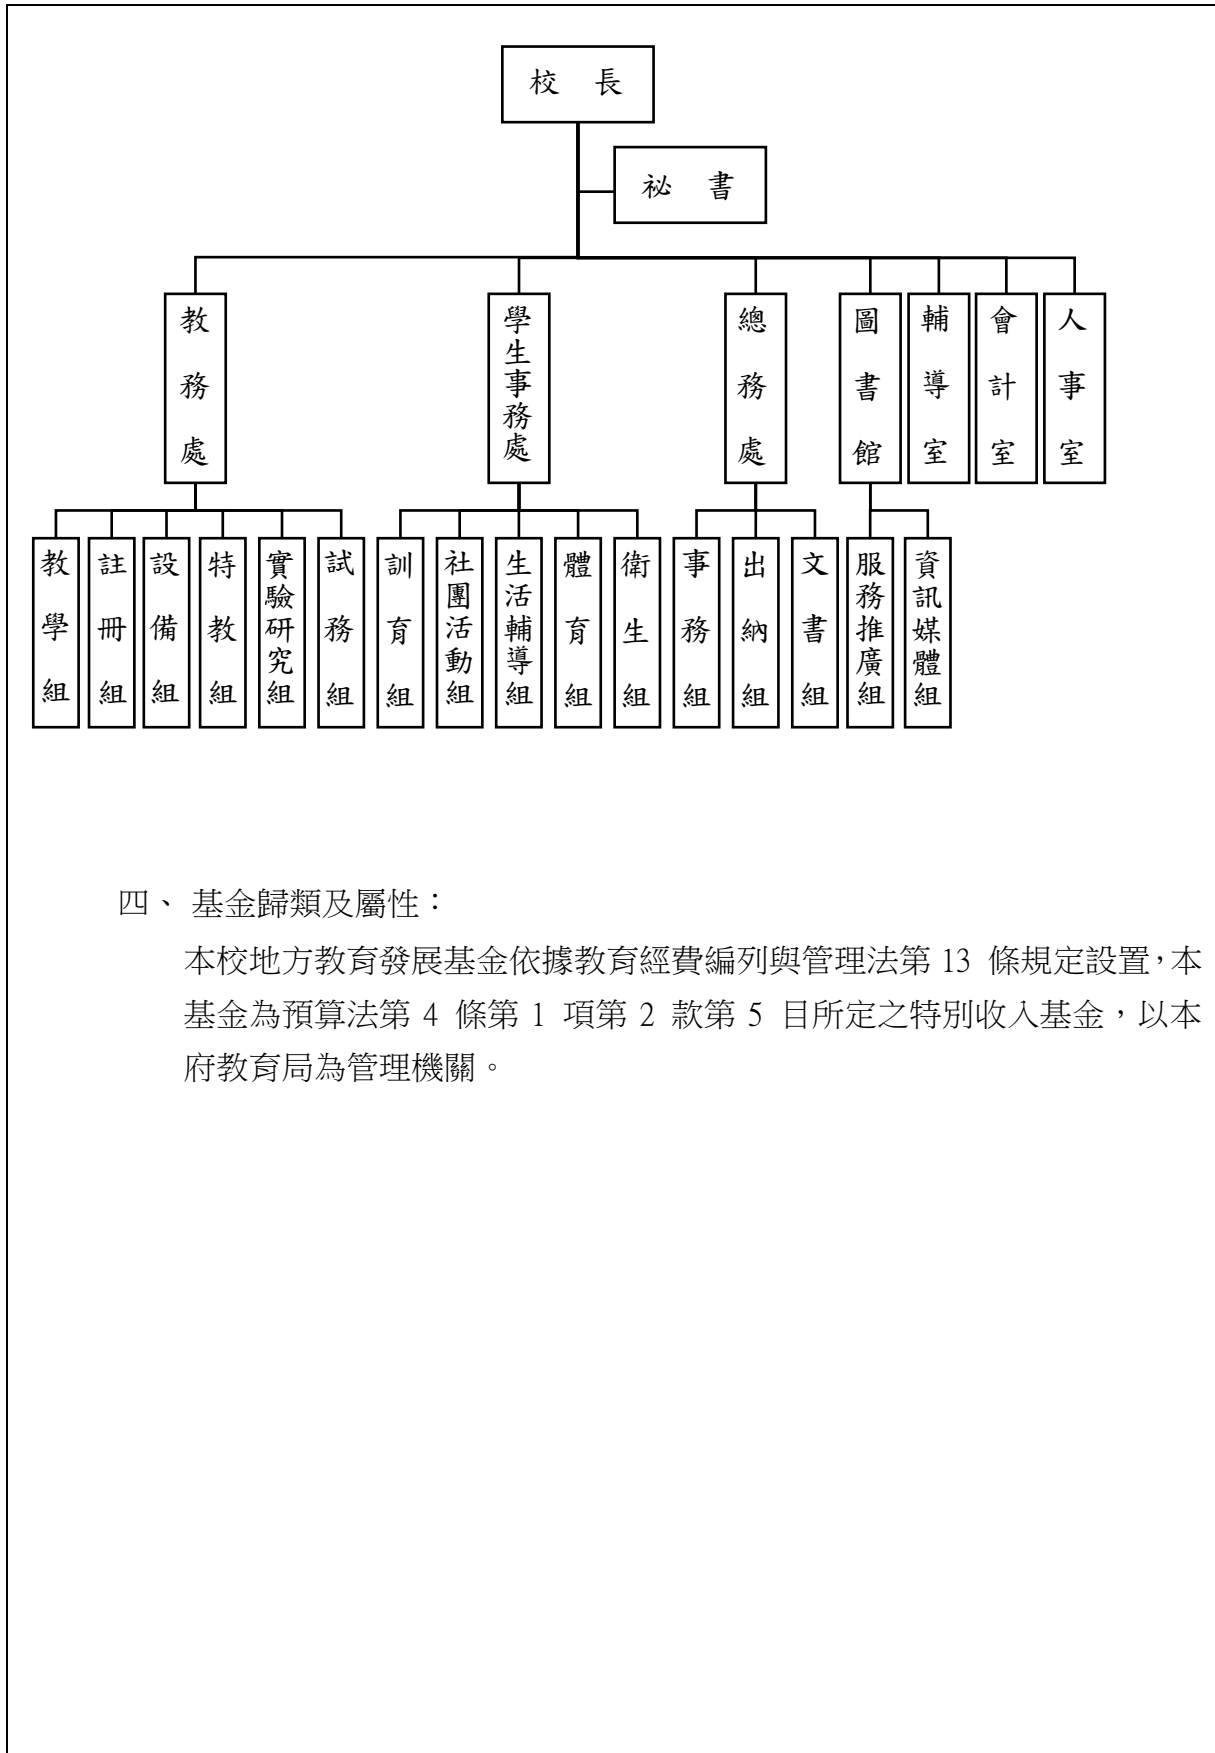 校長
祕書
教務處
學生事務處
總務處
圖書館
輔導室
會計室
人事室
教學組
註冊組
設備組
特教組
實驗研究組
試務組
訓育組
社團活動組
生活輔導組
體育組
衛生組
事務組
出納組
文書組
服務推廣組
資訊媒體組
四、 基金歸類及屬性：
本校地方教育發展基金依據教育經費編列與管理法第 13 條規定設置，本
基金為預算法第 4 條第 1 項第 2 款第 5 目所定之特別收入基金，以本
府教育局為管理機關。